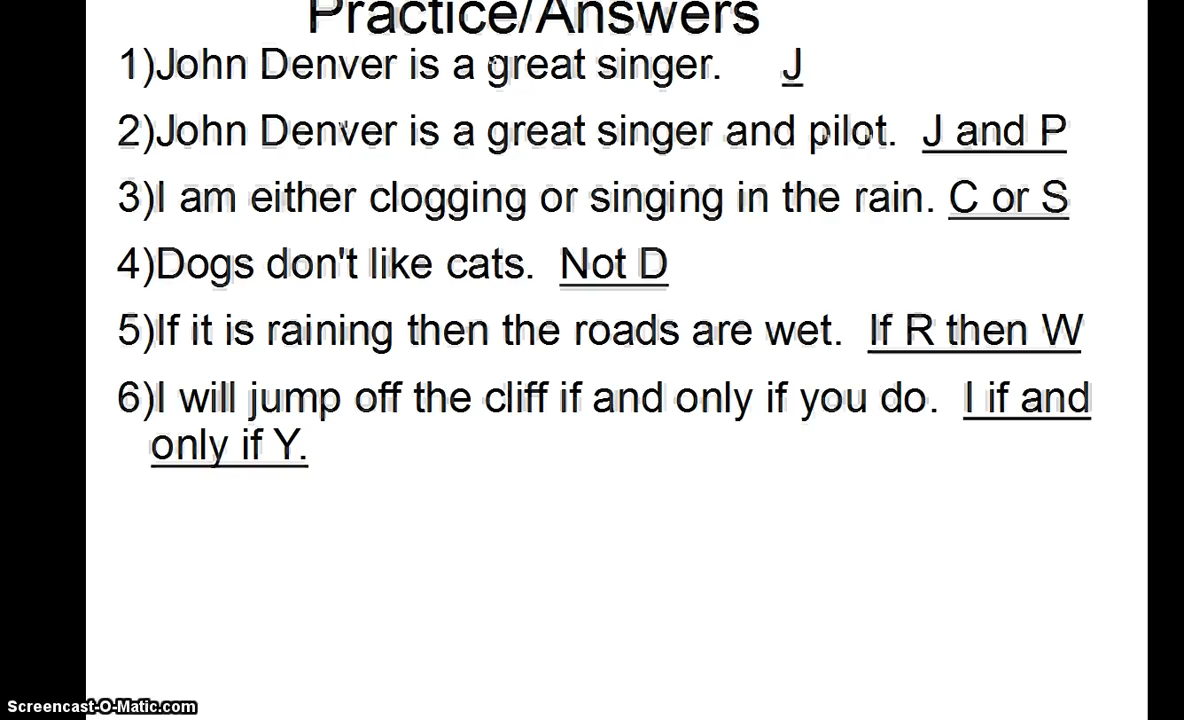 Practice/Answers
1)John Denver is a great singer. J
2)John Denver is a great singer and pilot. J and P
3)I am either clogging or singing in the rain. C or S
4)Dogs don't like cats. Not D
5)If it is raining then the roads are wet. If R then W
6)I will jump off the cliff if and only if you do. I if and
only if Y.
Screencast-O-Matic.com